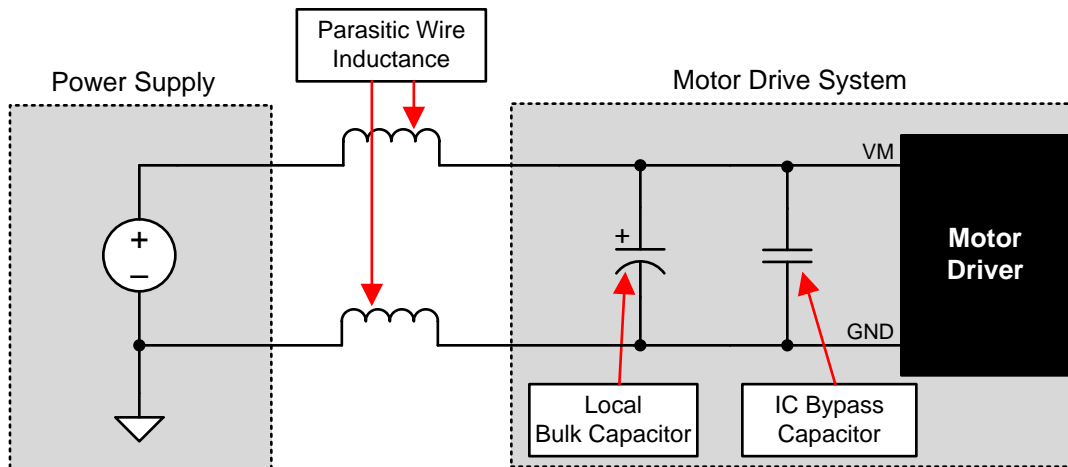 Parasitic Wire
Inductance
Power Supply
Motor Drive System
VM
+
–
+
Motor
Driver
GND
Local
Bulk Capacitor
IC Bypass
Capacitor